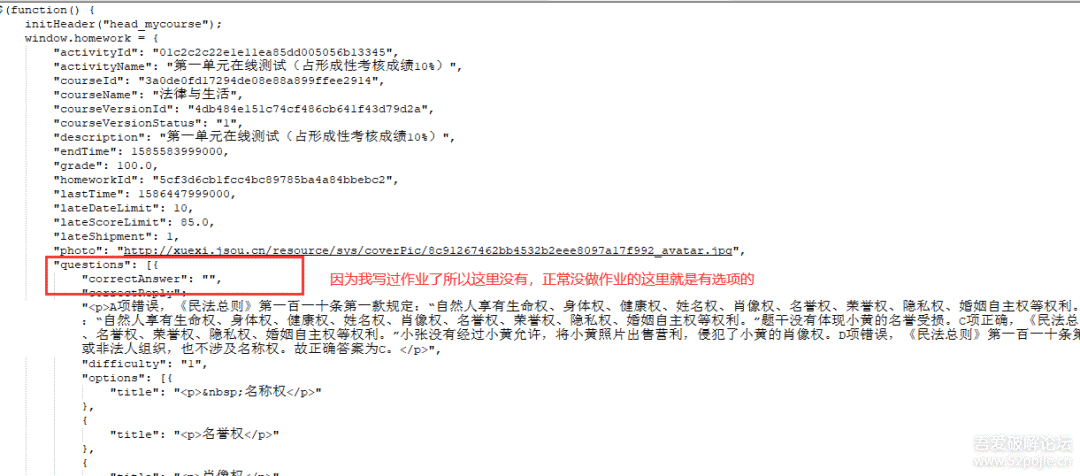 $(function() {
initHeader("head_mycourse");
window.homework = {
"activityId": "01c2c2c22e1e11ea85dd005056b13345",
"activityName": "第一单元在线测试（占形成性考核成绩10%）",
"courseId": "3a0de0fd17294de08e88a899ffee2914",
"courseName": "法律与生活",
"courseVersionId": "4db484e151c74cf486cb641f43d79d2a",
"courseVersionStatus": "1",
"description": "第一单元在线测试（占形成性考核成绩10%）",
"endTime": 1585583999000,
"grade": 100.0,
"homeworkId": "5cf3d6cb1fcc4bc89785ba4a84bbebc2",
"lastTime": 1586447999000,
"lateDateLimit": 10,
"lateScoreLimit": 85.0,
"lateShipment": 1,
"photo": "http://xuexi.jsou.cn/resource/sys/coverPic/8c91267462bb4532b2eee8097a17f992_avatar.jpg",
"questions": [{
"correctAnswer": "",
因为我写过作业了所以这里没有，正常没做作业的这里就是有选项的
"correctReply":
"<p>A项错误，《民法总则》第一百一十条第一款规定：“自然人享有生命权、身体权、健康权、姓名权、肖像权、名誉权、荣誉权、隐私权、婚姻自主权等权利。
：“自然人享有生命权、身体权、健康权、姓名权、肖像权、名誉权、荣誉权、隐私权、婚姻自主权等权利。”题干没有体现小黄的名誉受损。C项正确，《民法总
、名誉权、荣誉权、隐私权、婚姻自主权等权利。”小张没有经过小黄允许，将小黄照片出售营利，侵犯了小黄的肖像权。D项错误，《民法总则》第一百一十条第
或非法人组织，也不涉及名称权。故正确答案为C。</p>",
"difficulty": "1",
"options": [{
"title": "<p>&nbsp;名称权</p>"
},
{
"title": "<p>名誉权</p>"
},
{
"title": "<p>肖像权</p>"
吾爱破解论坛
www.52pojie.cn